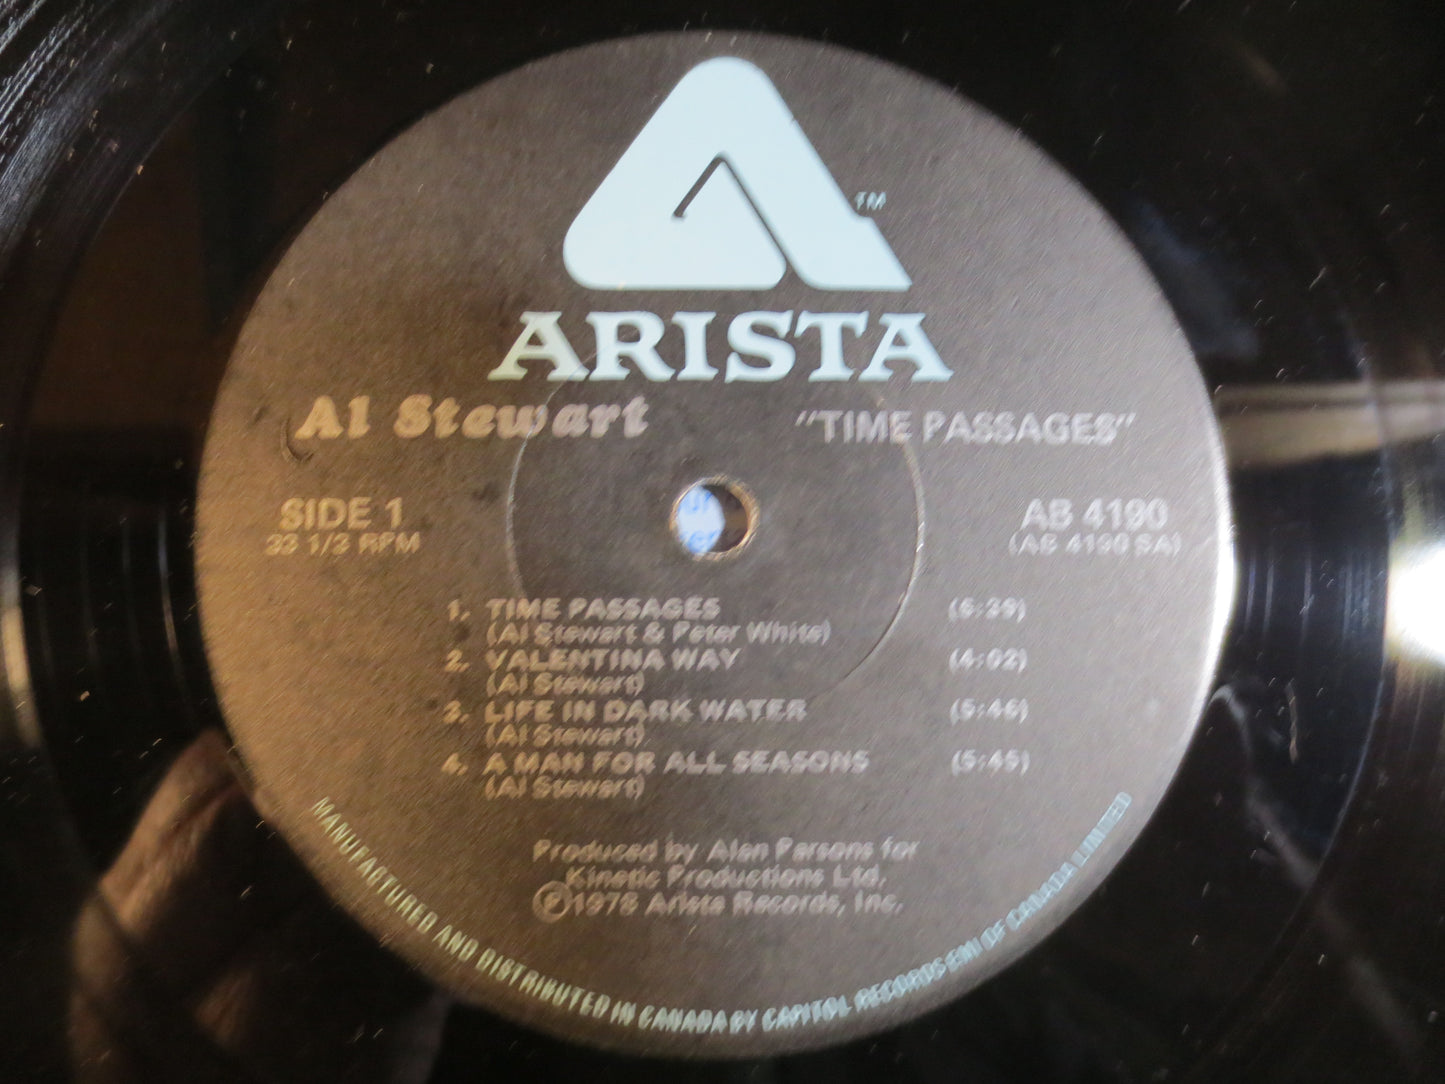 TM
ARISTA
Al Stewart "TIME PASSAGES"
SIDE 1 AB 4190
33 1/3 RPM (AB 4190 SA)
1. TIME PASSAGES (6:39)
(Al Stewart & Peter White)
2. VALENTINA WAY (4:02)
(Al Stewart)
3. LIFE IN DARK WATER (5:46)
(Al Stewart)
4. A MAN FOR ALL SEASONS (5:45)
(Al Stewart)
Produced by Alan Parsons for
Kinetic Productions Ltd.
Ⓟ1978 Arista Records, Inc.
MANUFACTURED AND DISTRIBUTED IN CANADA BY CAPITOL RECORDS EMI OF CANADA LIMITED